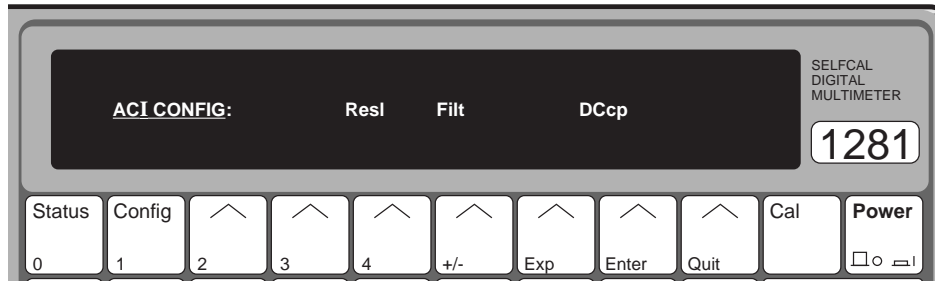 SELFCAL
DIGITAL
MULTIMETER
ACI CONFIG: Resl Filt DCcp
1281
Status Config Cal Power
0 1 2 3 4 +/- Exp Enter Quit